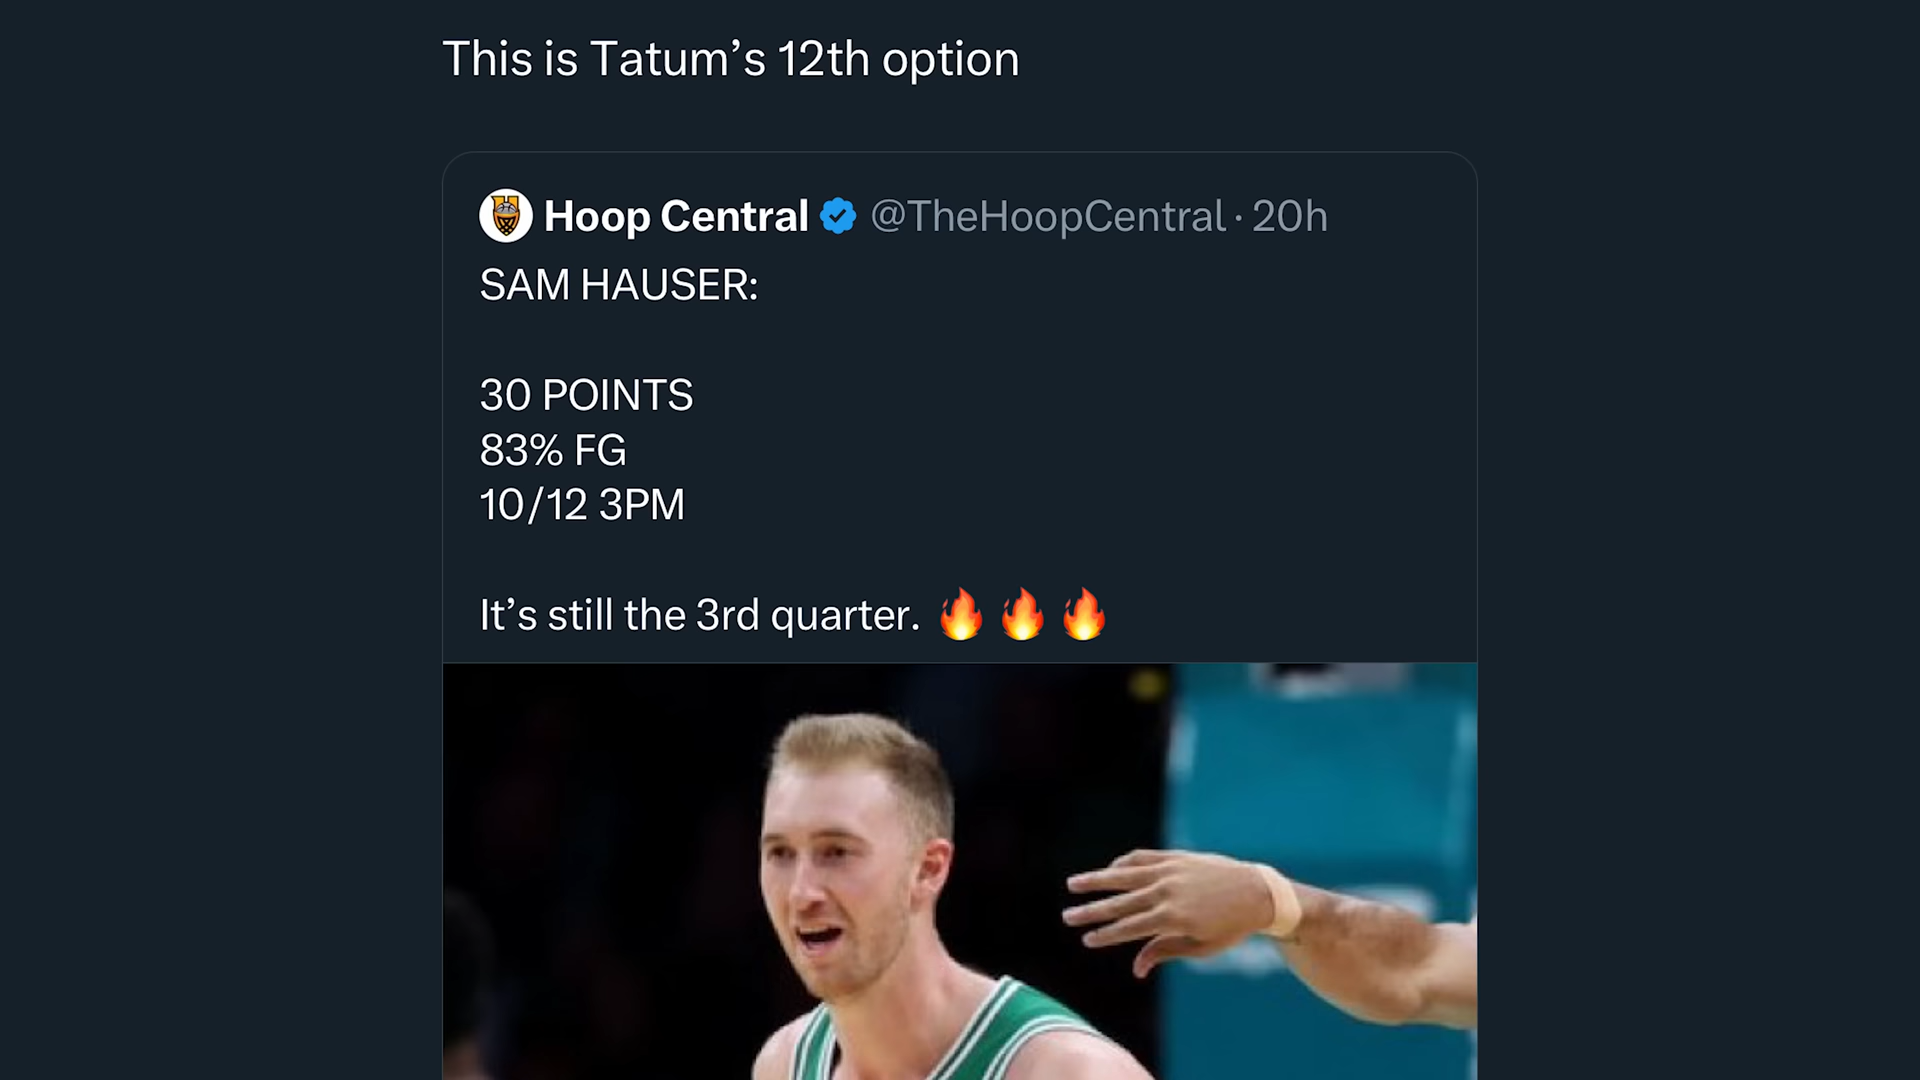 This is Tatum’s 12th option
Hoop Central @TheHoopCentral · 20h
SAM HAUSER:
30 POINTS
83% FG
10/12 3PM
It’s still the 3rd quarter. 🔥🔥🔥